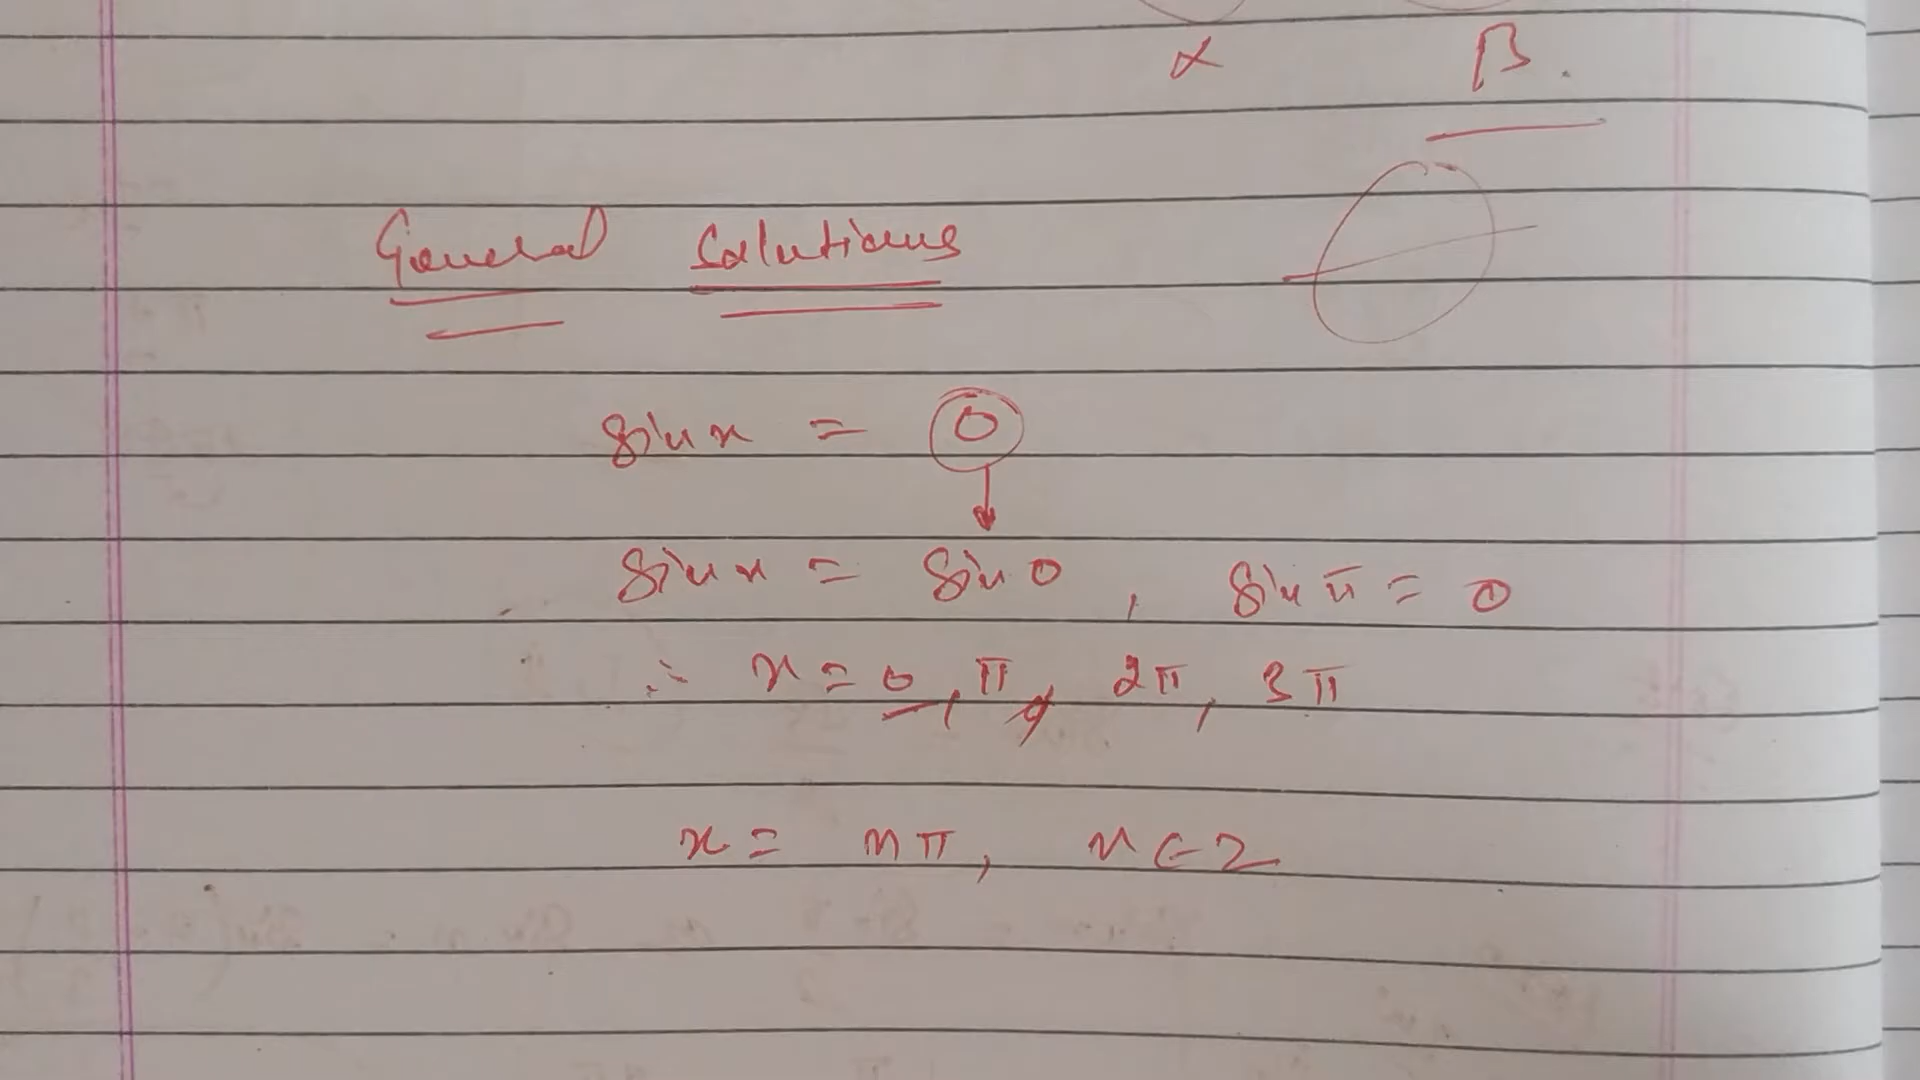 α β.
General Solutions
sin x = 0
sin x = sin 0 , sin π = 0
∴ x = 0, π, 2π, 3π
x = nπ, n ∈ Z